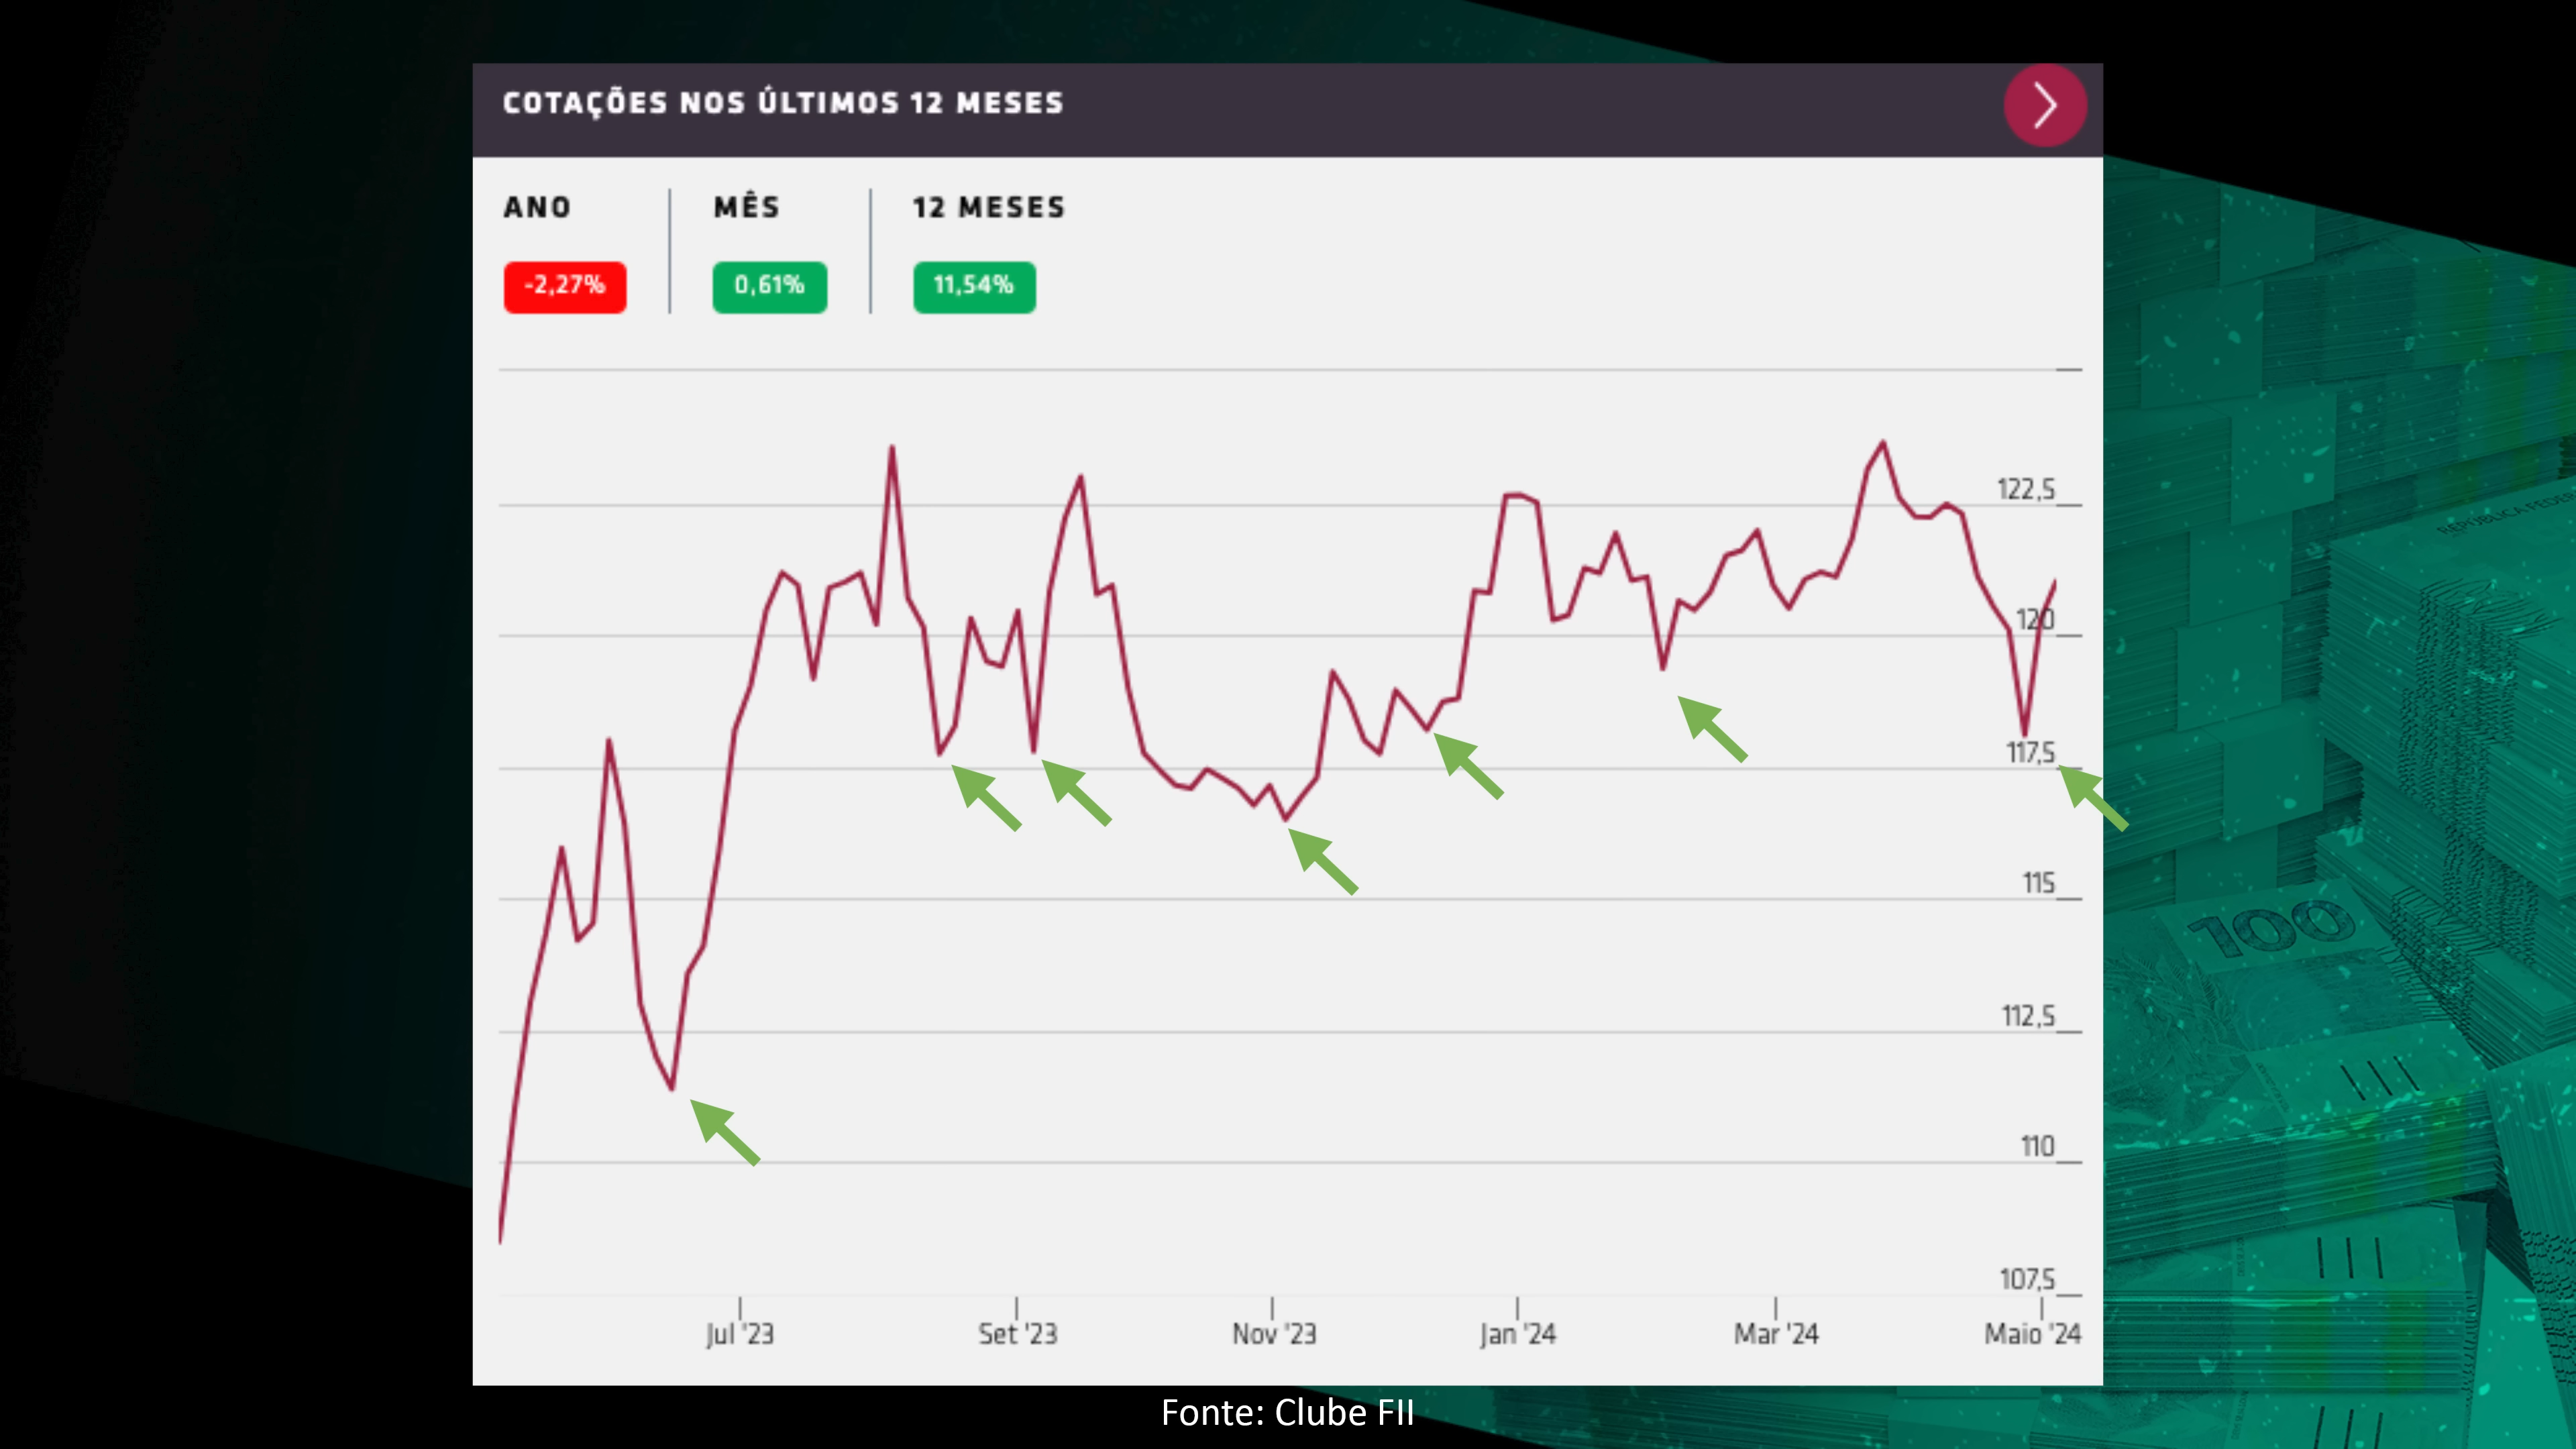 COTAÇÕES NOS ÚLTIMOS 12 MESES
ANO MÊS 12 MESES
-2,27% 0,61% 11,54%
122,5
120
117,5
115
112,5
110
107,5
Jul '23 Set '23 Nov '23 Jan '24 Mar '24 Maio '24
Fonte: Clube FII
100